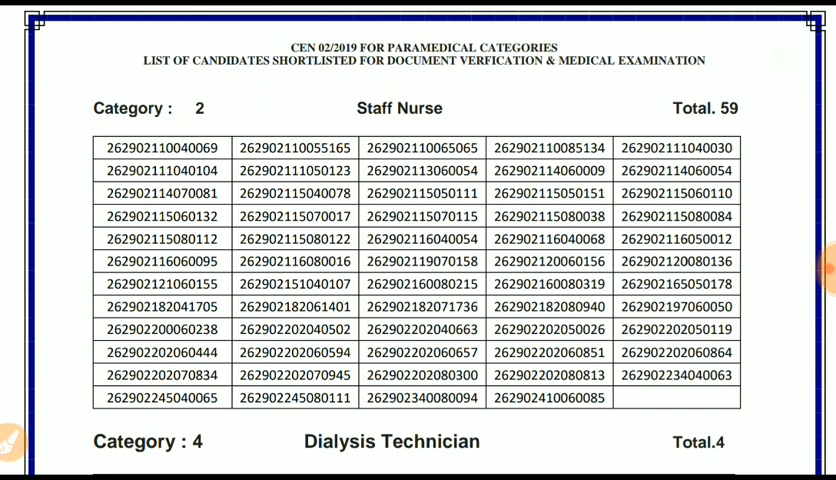 CEN 02/2019 FOR PARAMEDICAL CATEGORIES
LIST OF CANDIDATES SHORTLISTED FOR DOCUMENT VERFICATION & MEDICAL EXAMINATION
Category : 2 Staff Nurse Total. 59
262902110040069 262902110055165 262902110065065 262902110085134 262902111040030
262902111040104 262902111050123 262902113060054 262902114060009 262902114060054
262902114070081 262902115040078 262902115050111 262902115050151 262902115060110
262902115060132 262902115070017 262902115070115 262902115080038 262902115080084
262902115080112 262902115080122 262902116040054 262902116040068 262902116050012
262902116060095 262902116080016 262902119070158 262902120060156 262902120080136
262902121060155 262902151040107 262902160080215 262902160080319 262902165050178
262902182041705 262902182061401 262902182071736 262902182080940 262902197060050
262902200060238 262902202040502 262902202040663 262902202050026 262902202050119
262902202060444 262902202060594 262902202060657 262902202060851 262902202060864
262902202070834 262902202070945 262902202080300 262902202080813 262902234040063
262902245040065 262902245080111 262902340080094 262902410060085
Category : 4 Dialysis Technician Total.4